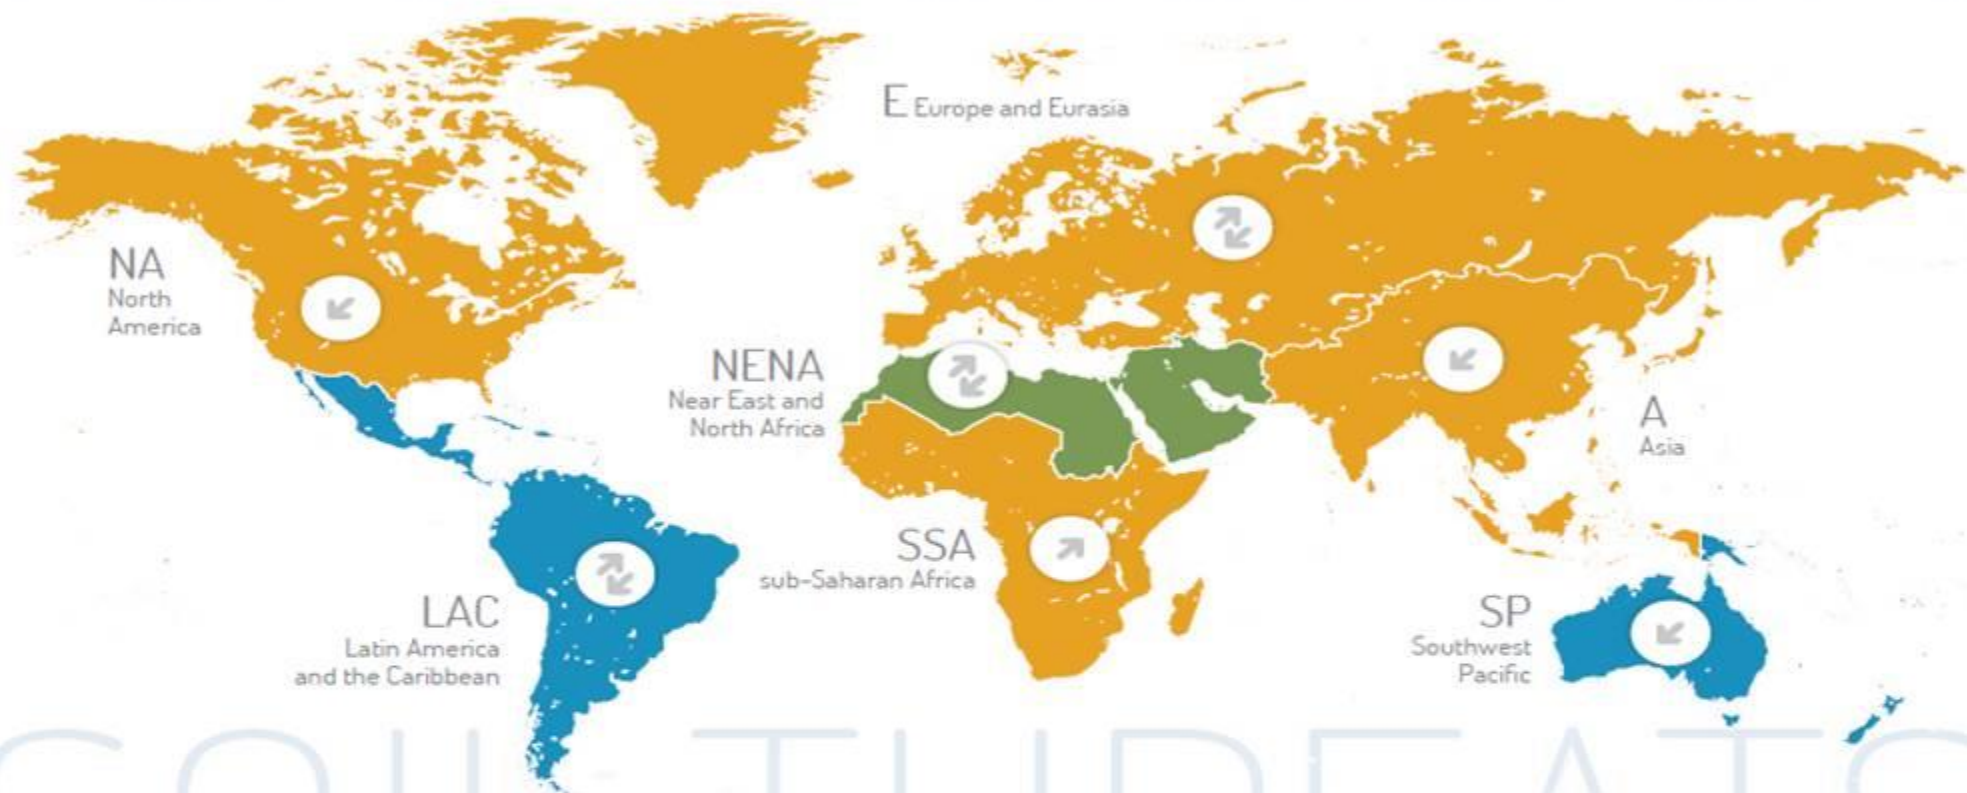 E Europe and Eurasia
NA
North
America
NENA
Near East and
North Africa
A
Asia
SSA
sub-Saharan Africa
LAC
Latin America
and the Caribbean
SP
Southwest
Pacific